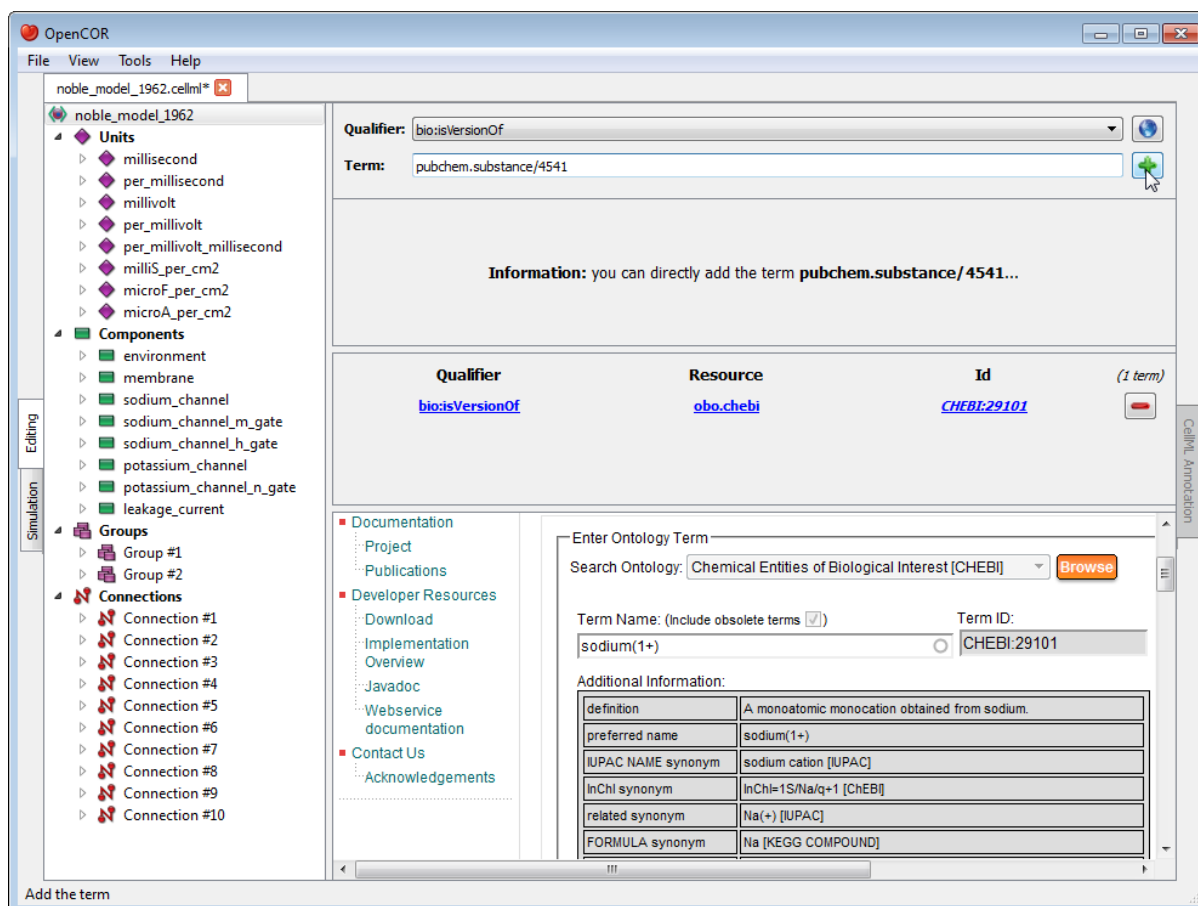 OpenCOR
File View Tools Help
noble_model_1962.cellml*
noble_model_1962
Units
millisecond
per_millisecond
millivolt
per_millivolt
per_millivolt_millisecond
milliS_per_cm2
microF_per_cm2
microA_per_cm2
Components
environment
membrane
sodium_channel
sodium_channel_m_gate
sodium_channel_h_gate
potassium_channel
potassium_channel_n_gate
leakage_current
Groups
Group #1
Group #2
Connections
Connection #1
Connection #2
Connection #3
Connection #4
Connection #5
Connection #6
Connection #7
Connection #8
Connection #9
Connection #10
Editing
Simulation
Qualifier: bio:isVersionOf
Term: pubchem.substance/4541
Information: you can directly add the term pubchem.substance/4541...
Qualifier Resource Id (1 term)
bio:isVersionOf obo.chebi CHEBI:29101
CellML Annotation
Documentation
Project
Publications
Developer Resources
Download
Implementation
Overview
Javadoc
Webservice
documentation
Contact Us
Acknowledgements
Enter Ontology Term
Search Ontology: Chemical Entities of Biological Interest [CHEBI] Browse
Term Name: (Include obsolete terms ) Term ID:
sodium(1+) CHEBI:29101
Additional Information:
definition A monoatomic monocation obtained from sodium.
preferred name sodium(1+)
IUPAC NAME synonym sodium cation [IUPAC]
InChI synonym InChI=1S/Na/q+1 [ChEBI]
related synonym Na(+) [IUPAC]
FORMULA synonym Na [KEGG COMPOUND]
Add the term